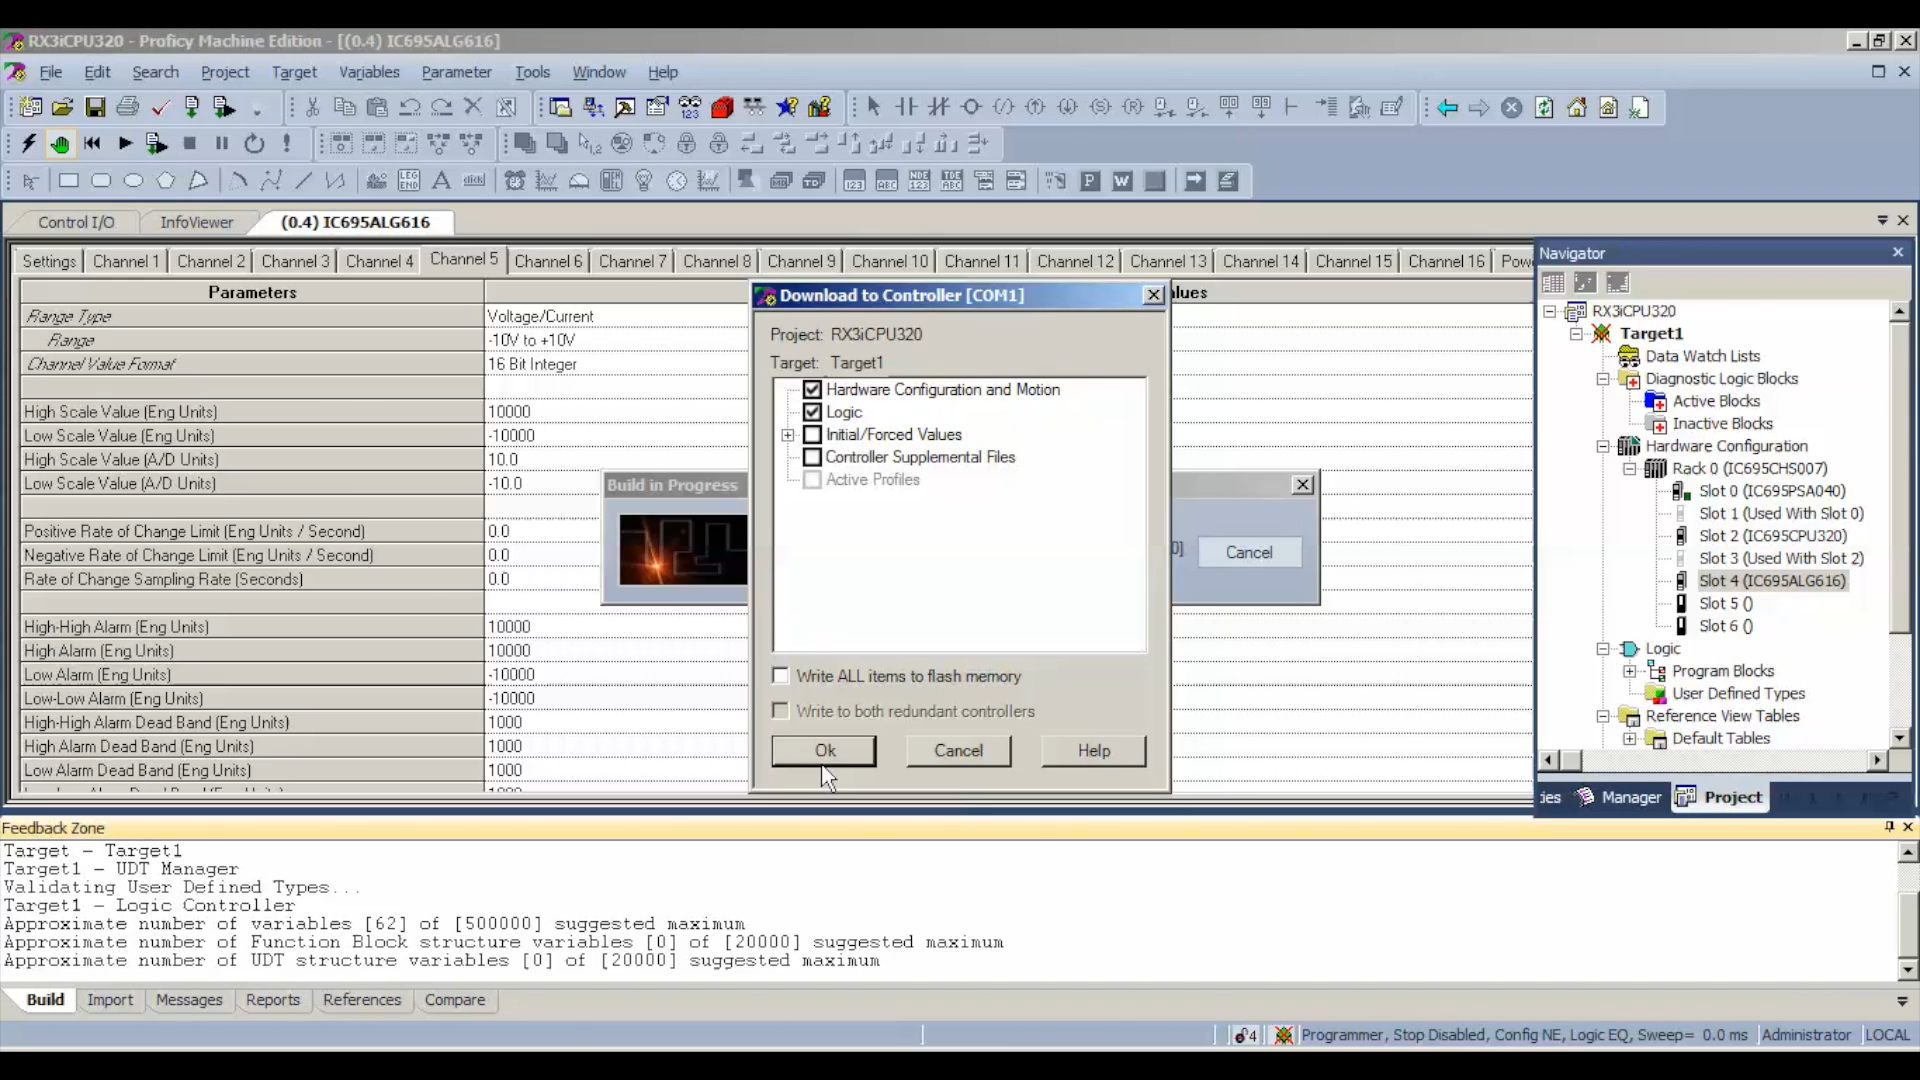 RX3iCPU320 - Proficy Machine Edition - [(0.4) IC695ALG616]
File Edit Search Project Target Variables Parameter Tools Window Help
Control I/O InfoViewer (0.4) IC695ALG616
Settings Channel 1 Channel 2 Channel 3 Channel 4 Channel 5 Channel 6 Channel 7 Channel 8 Channel 9 Channel 10 Channel 11 Channel 12 Channel 13 Channel 14 Channel 15 Channel 16
Parameters
Range Type Voltage/Current
Range -10V to +10V
Channel Value Format 16 Bit Integer
High Scale Value (Eng Units) 10000
Low Scale Value (Eng Units) -10000
High Scale Value (A/D Units) 10.0
Low Scale Value (A/D Units) -10.0
Positive Rate of Change Limit (Eng Units / Second) 0.0
Negative Rate of Change Limit (Eng Units / Second) 0.0
Rate of Change Sampling Rate (Seconds) 0.0
High-High Alarm (Eng Units) 10000
High Alarm (Eng Units) 10000
Low Alarm (Eng Units) -10000
Low-Low Alarm (Eng Units) -10000
High-High Alarm Dead Band (Eng Units) 1000
High Alarm Dead Band (Eng Units) 1000
Low Alarm Dead Band (Eng Units) 1000
Build in Progress
Cancel
Download to Controller [COM1]
Project: RX3iCPU320
Target: Target1
Hardware Configuration and Motion
Logic
Initial/Forced Values
Controller Supplemental Files
Active Profiles
Write ALL items to flash memory
Write to both redundant controllers
Ok Cancel Help
Navigator
RX3iCPU320
Target1
Data Watch Lists
Diagnostic Logic Blocks
Active Blocks
Inactive Blocks
Hardware Configuration
Rack 0 (IC695CHS007)
Slot 0 (IC695PSA040)
Slot 1 (Used With Slot 0)
Slot 2 (IC695CPU320)
Slot 3 (Used With Slot 2)
Slot 4 (IC695ALG616)
Slot 5 ()
Slot 6 ()
Logic
Program Blocks
User Defined Types
Reference View Tables
Default Tables
Manager Project
Feedback Zone
Target - Target1
Target1 - UDT Manager
Validating User Defined Types...
Target1 - Logic Controller
Approximate number of variables [62] of [500000] suggested maximum
Approximate number of Function Block structure variables [0] of [20000] suggested maximum
Approximate number of UDT structure variables [0] of [20000] suggested maximum
Build Import Messages Reports References Compare
4 Programmer, Stop Disabled, Config NE, Logic EQ, Sweep= 0.0 ms Administrator LOCAL